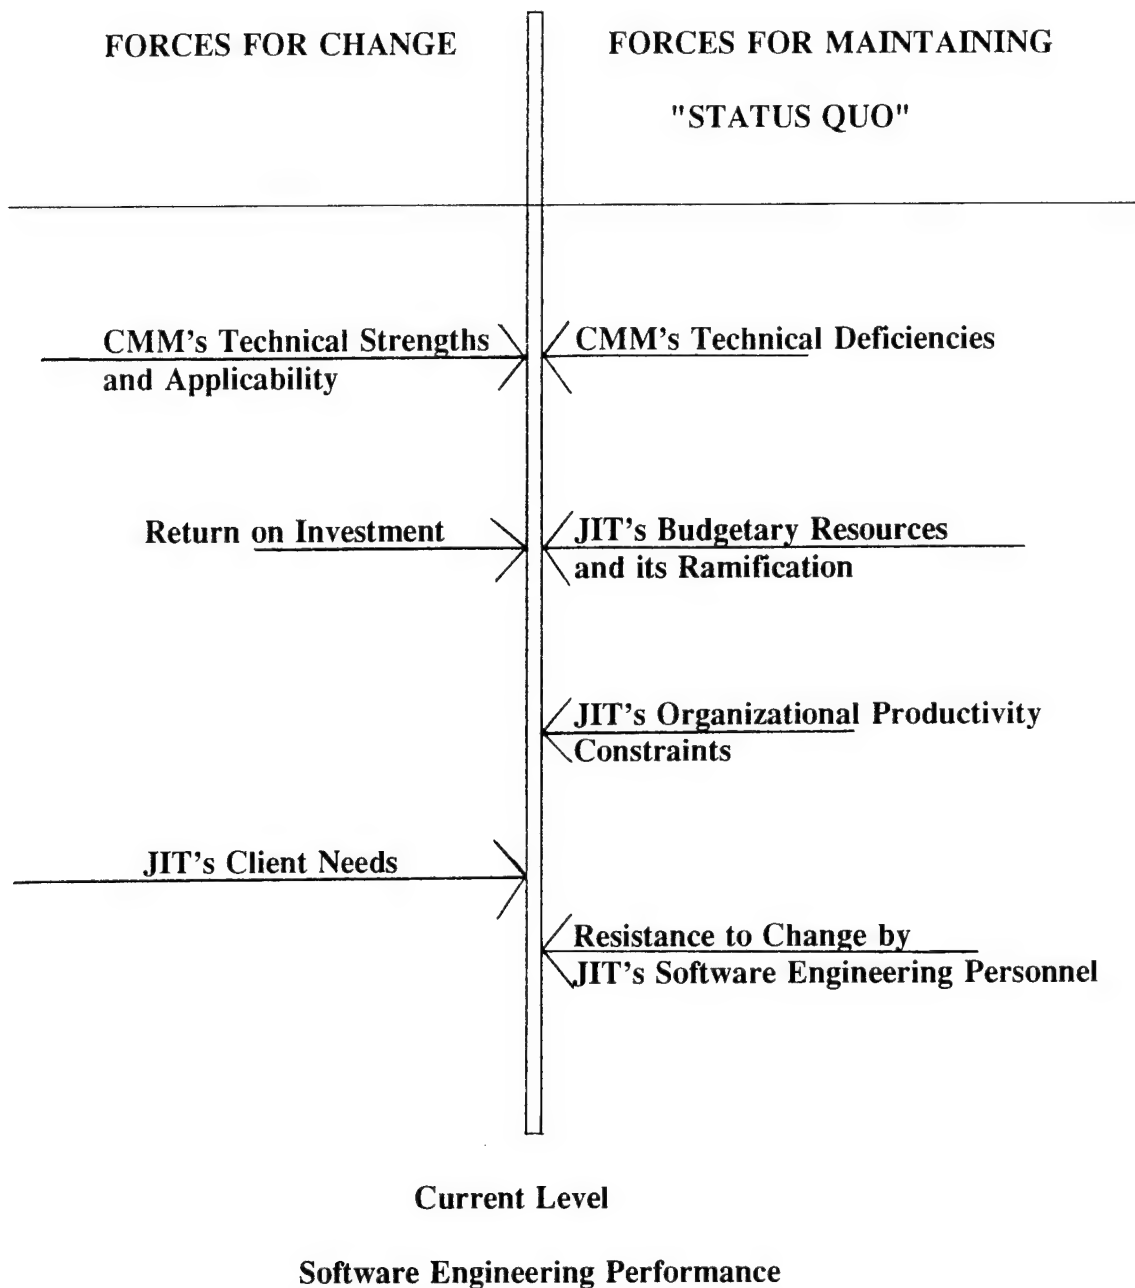 FORCES FOR CHANGE
FORCES FOR MAINTAINING
"STATUS QUO"
CMM's Technical Strengths
and Applicability
CMM's Technical Deficiencies
Return on Investment
JIT's Budgetary Resources
and its Ramification
JIT's Organizational Productivity
Constraints
JIT's Client Needs
Resistance to Change by
JIT's Software Engineering Personnel
Current Level
Software Engineering Performance